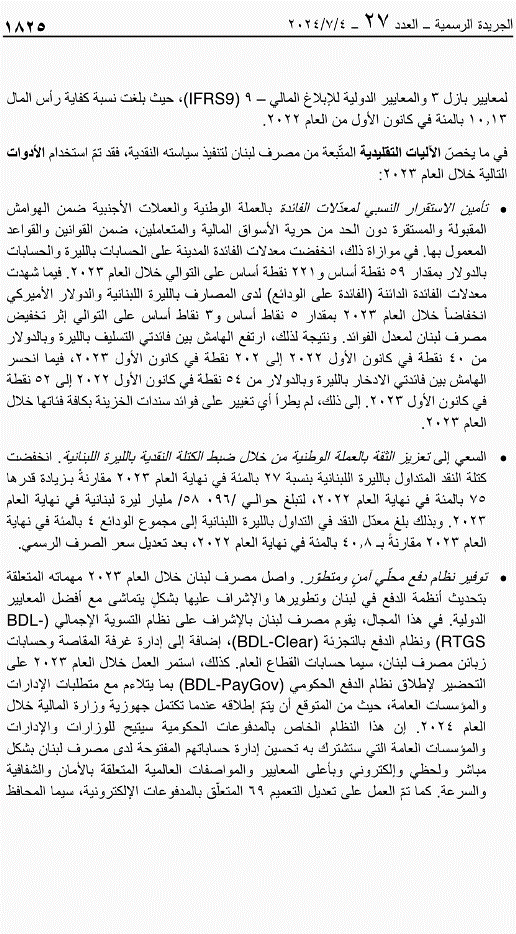 الجريدة الرسمية ــ العدد ٢٧ ــ ٢٠٢٤/٧/٤
١٨٢٥
لمعايير بازل ٣ والمعايير الدولية للإبلاغ المالي – ٩ (IFRS9)، حيث بلغت نسبة كفاية رأس المال
١٠,١٣ بالمئة في كانون الأول من العام ٢٠٢٢.
في ما يخصّ الآليات التقليدية المتّبعة من مصرف لبنان لتنفيذ سياسته النقدية، فقد تمّ استخدام الأدوات
التالية خلال العام ٢٠٢٣:
• تأمين الاستقرار النسبي لمعدّلات الفائدة بالعملة الوطنية والعملات الأجنبية ضمن الهوامش
المقبولة والمستقرة دون الحد من حرية الأسواق المالية والمتعاملين، ضمن القوانين والقواعد
المعمول بها. في موازاة ذلك، انخفضت معدلات الفائدة المدينة على الحسابات بالليرة والحسابات
بالدولار بمقدار ٥٩ نقطة أساس و٢٢١ نقطة أساس على التوالي خلال العام ٢٠٢٣. فيما شهدت
معدلات الفائدة الدائنة (الفائدة على الودائع) لدى المصارف بالليرة اللبنانية والدولار الأميركي
انخفاضاً خلال العام ٢٠٢٣ بمقدار ٥ نقاط أساس و٣ نقاط أساس على التوالي إثر تخفيض
مصرف لبنان لمعدل الفوائد. ونتيجة لذلك، ارتفع الهامش بين فائدتي التسليف بالليرة وبالدولار
من ٤٠ نقطة في كانون الأول ٢٠٢٢ إلى ٢٠٢ نقطة في كانون الأول ٢٠٢٣، فيما انحسر
الهامش بين فائدتي الادخار بالليرة وبالدولار من ٥٤ نقطة في كانون الأول ٢٠٢٢ إلى ٥٢ نقطة
في كانون الأول ٢٠٢٣. إلى ذلك، لم يطرأ أي تغيير على فوائد سندات الخزينة بكافة فئاتها خلال
العام ٢٠٢٣.
• السعي إلى تعزيز الثقة بالعملة الوطنية من خلال ضبط الكتلة النقدية بالليرة اللبنانية. انخفضت
كتلة النقد المتداول بالليرة اللبنانية بنسبة ٢٧ بالمئة في نهاية العام ٢٠٢٣ مقارنةً بـزيادة قدرها
٧٥ بالمئة في نهاية العام ٢٠٢٢، لتبلغ حوالي /٥٨ ٠٩٦/ مليار ليرة لبنانية في نهاية العام
٢٠٢٣. وبذلك بلغ معدّل النقد في التداول بالليرة اللبنانية إلى مجموع الودائع ٤ بالمئة في نهاية
العام ٢٠٢٣ مقارنةً بـ ٤٠,٨ بالمئة في نهاية العام ٢٠٢٢، بعد تعديل سعر الصرف الرسمي.
• توفير نظام دفع محلّي آمنٍ ومتطوّر. واصل مصرف لبنان خلال العام ٢٠٢٣ مهماته المتعلقة
بتحديث أنظمة الدفع في لبنان وتطويرها والإشراف عليها بشكلٍ يتماشى مع أفضل المعايير
الدولية. في هذا المجال، يقوم مصرف لبنان بالإشراف على نظام التسوية الإجمالي (BDL-
RTGS) ونظام الدفع بالتجزئة (BDL-Clear)، إضافة إلى إدارة غرفة المقاصة وحسابات
زبائن مصرف لبنان، سيما حسابات القطاع العام. كذلك، استمر العمل خلال العام ٢٠٢٣ على
التحضير لإطلاق نظام الدفع الحكومي (BDL-PayGov) بما يتلاءم مع متطلبات الإدارات
والمؤسسات العامة، حيث من المتوقع أن يتمّ إطلاقه عندما تكتمل جهوزية وزارة المالية خلال
العام ٢٠٢٤. إن هذا النظام الخاص بالمدفوعات الحكومية سيتيح للوزارات والإدارات
والمؤسسات العامة التي ستشترك به تحسين إدارة حساباتهم المفتوحة لدى مصرف لبنان بشكل
مباشر ولحظي وإلكتروني وبأعلى المعايير والمواصفات العالمية المتعلقة بالأمان والشفافية
والسرعة. كما تمّ العمل على تعديل التعميم ٦٩ المتعلّق بالمدفوعات الإلكترونية، سيما المحافظ